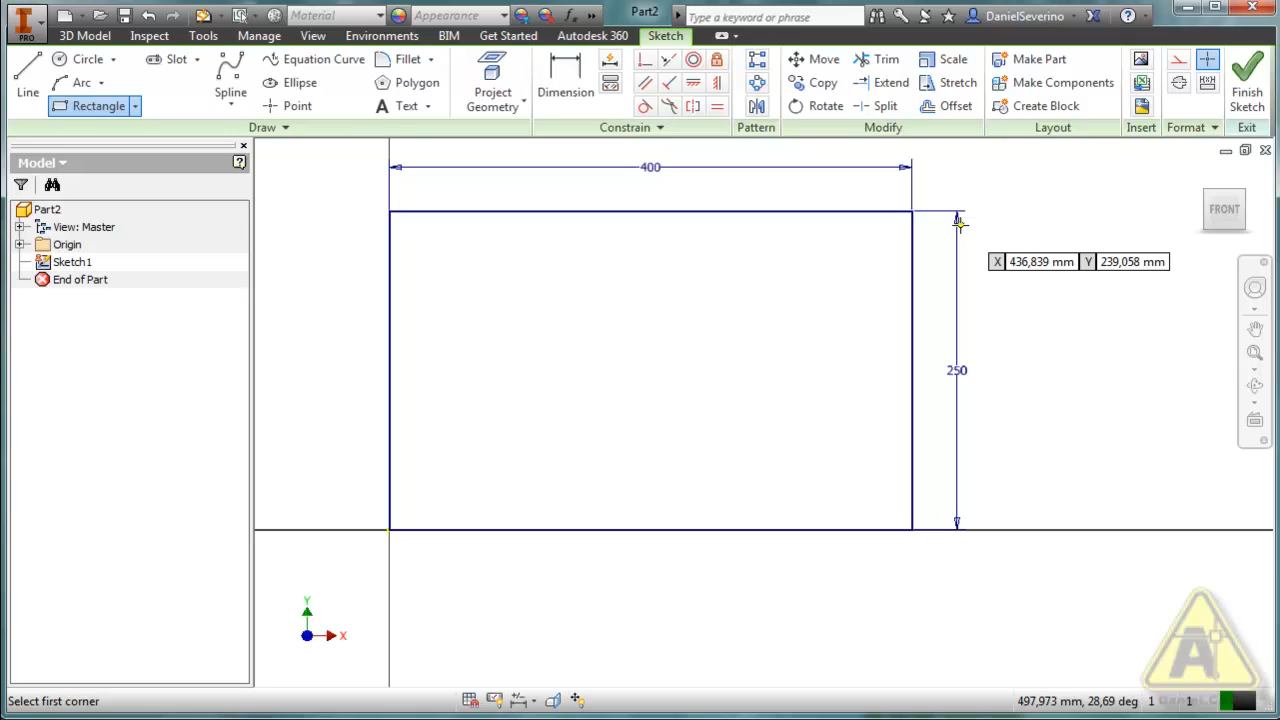 PRO
Material
Appearance
Part2
Type a keyword or phrase
DanielSeverino
3D Model
Inspect
Tools
Manage
View
Environments
BIM
Get Started
Autodesk 360
Sketch
Line
Circle
Arc
Rectangle
Slot
Spline
Equation Curve
Ellipse
Point
Fillet
Polygon
Text
Project
Geometry
Dimension
Move
Copy
Rotate
Trim
Extend
Split
Scale
Stretch
Offset
Make Part
Make Components
Create Block
Finish
Sketch
Draw
Constrain
Pattern
Modify
Layout
Insert
Format
Exit
Model
Part2
View: Master
Origin
Sketch1
End of Part
400
250
FRONT
X 436,839 mm Y 239,058 mm
Y
X
Select first corner
497,973 mm, 28,69 deg 1 1